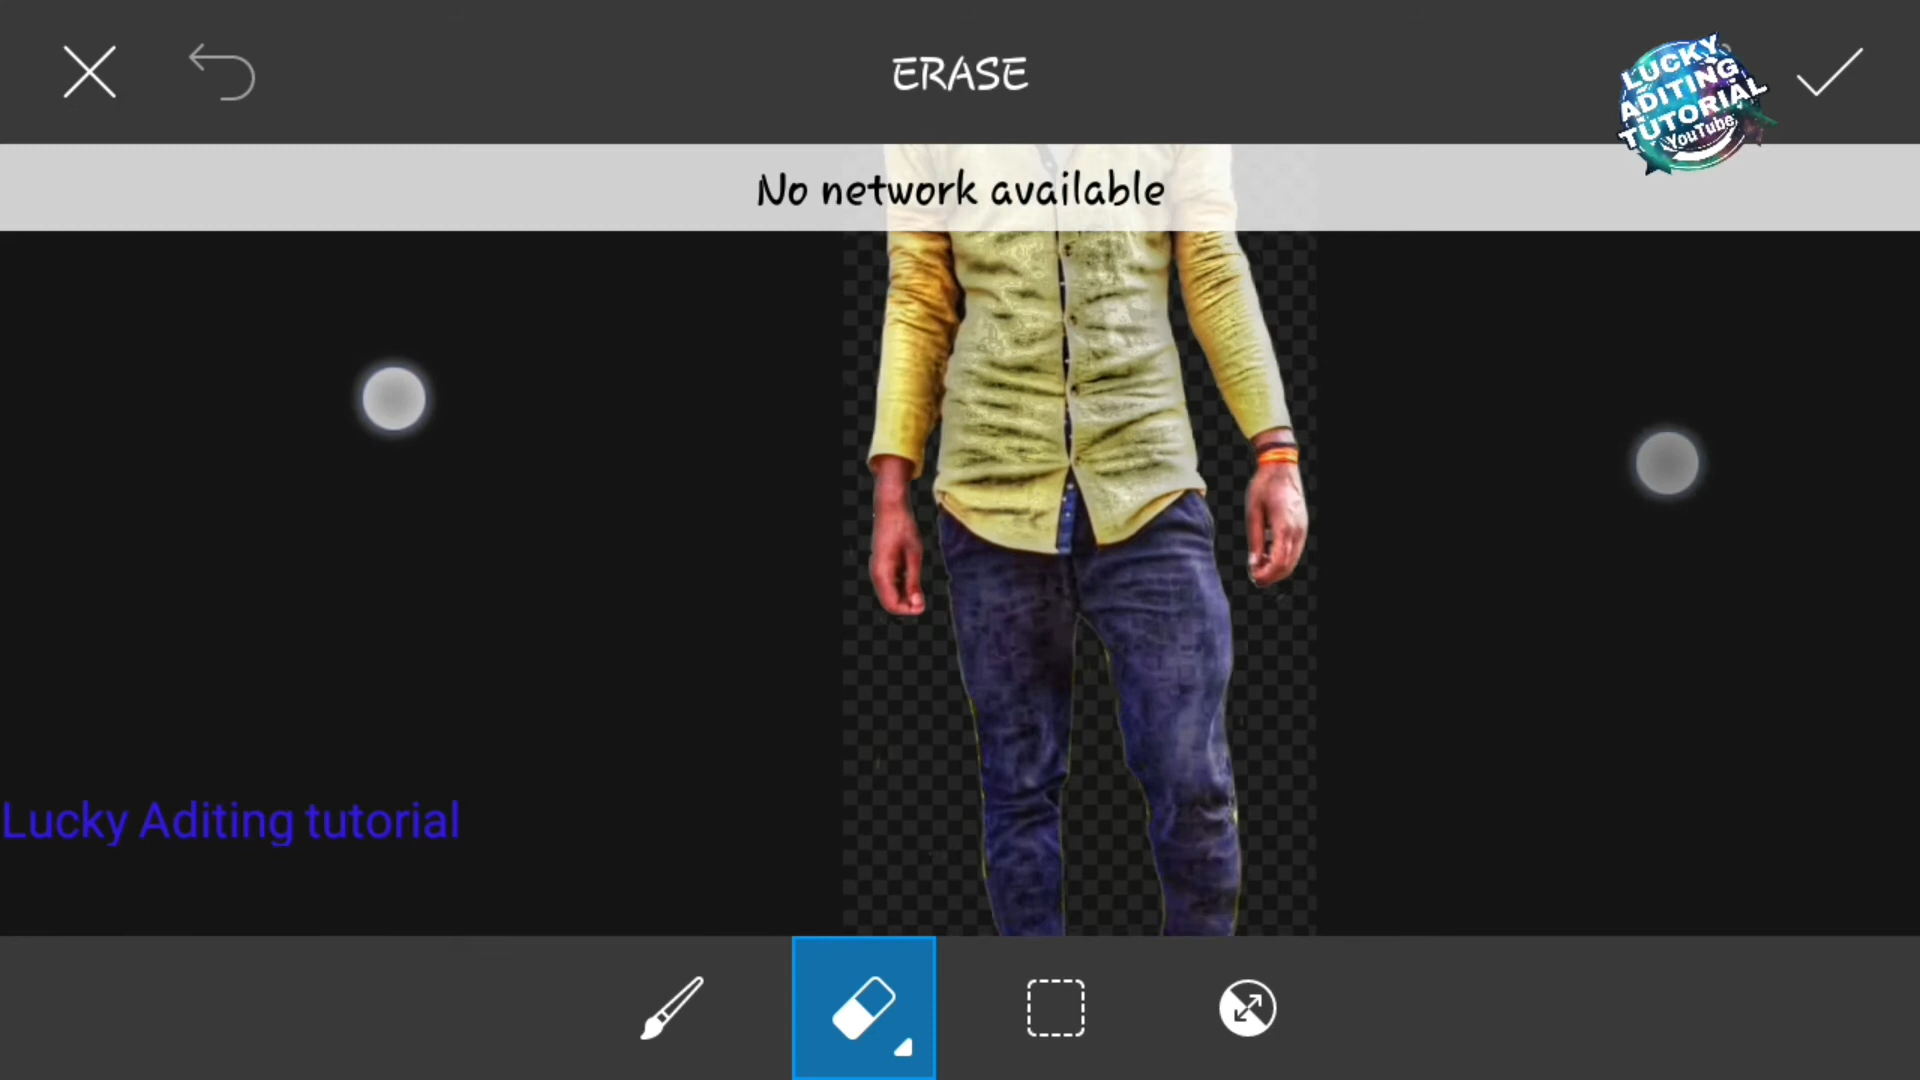 ERASE
LUCKY
ADITING
TUTORIAL
YouTube
No network available
Lucky Aditing tutorial